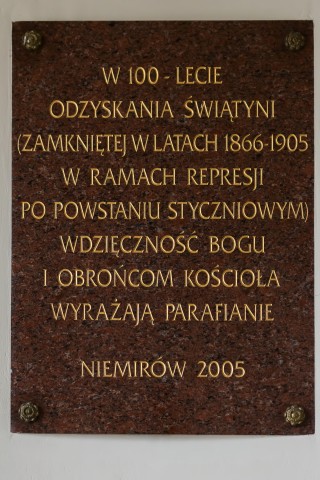 W 100 - LECIE
ODZYSKANIA ŚWIĄTYNI
(ZAMKNIĘTEJ W LATACH 1866-1905
W RAMACH REPRESJI
PO POWSTANIU STYCZNIOWYM)
WDZIĘCZNOŚĆ BOGU
I OBROŃCOM KOŚCIOŁA
WYRAŻAJĄ PARAFIANIE
NIEMIRÓW 2005